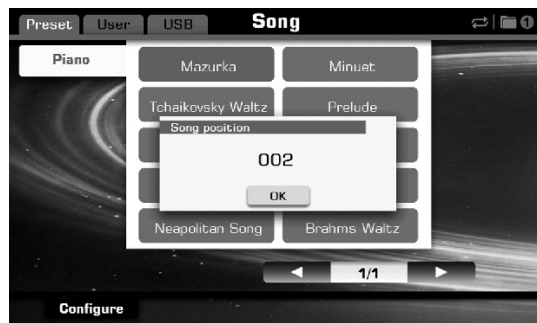 Preset User USB Song 1
Piano
Mazurka Minuet
Tchaikovsky Waltz Prelude
Song position
002
OK
Neapolitan Song Brahms Waltz
1/1
Configure